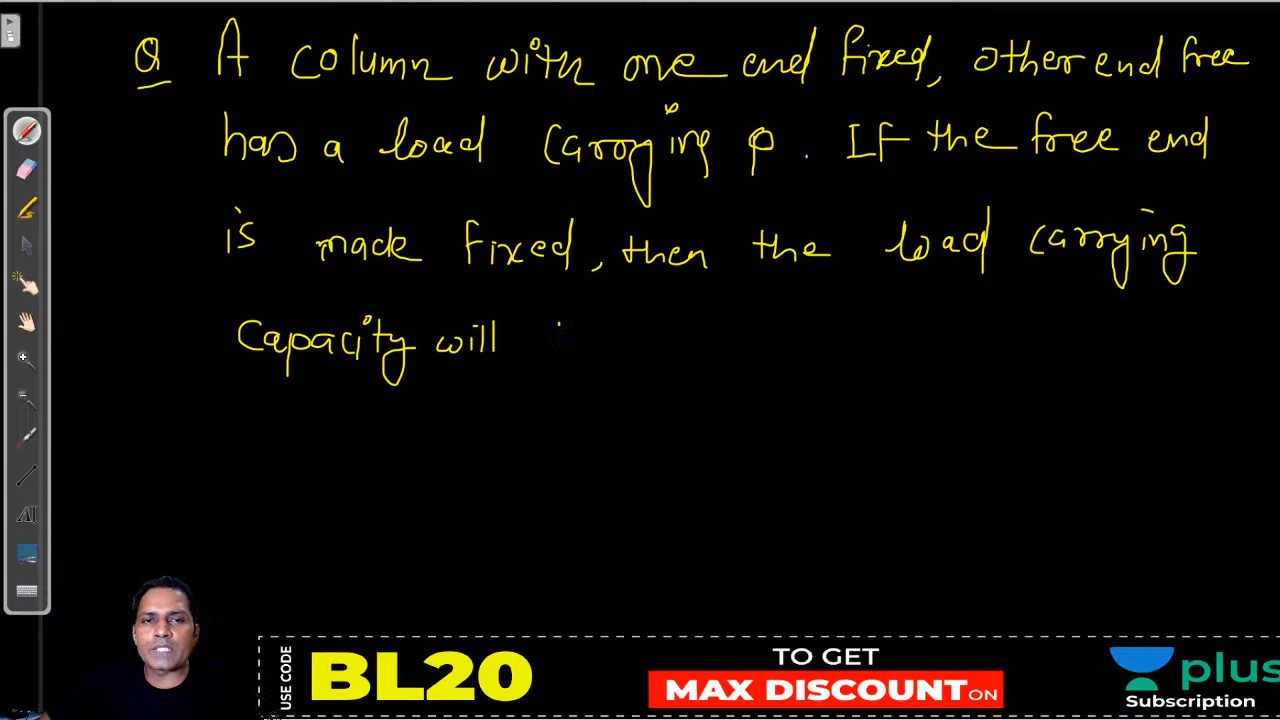 Q A column with one end fixed, other end free
has a load carrying P. If the free end
is made fixed, then the load carrying
capacity will
AI
USE CODE
BL20
TO GET
MAX DISCOUNT ON
plus
Subscription